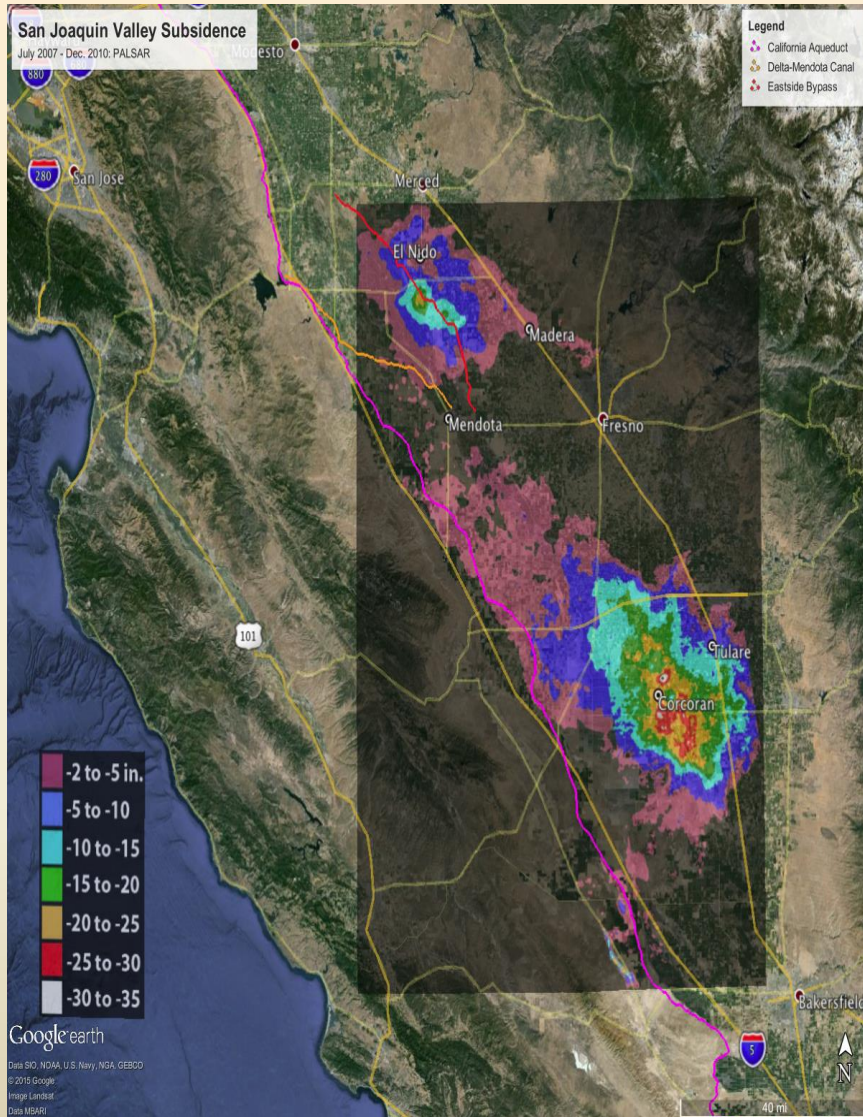 San Joaquin Valley Subsidence
July 2007 - Dec. 2010: PALSAR
Legend
California Aqueduct
Delta-Mendota Canal
Eastside Bypass
Modesto
880
280
San Jose
Merced
El Nido
Madera
Mendota
Fresno
101
Tulare
Corcoran
-2 to -5 in.
-5 to -10
-10 to -15
-15 to -20
-20 to -25
-25 to -30
-30 to -35
Bakersfield
5
N
40 mi
Google earth
Data SIO, NOAA, U.S. Navy, NGA, GEBCO
© 2015 Google
Image Landsat
Data MBARI